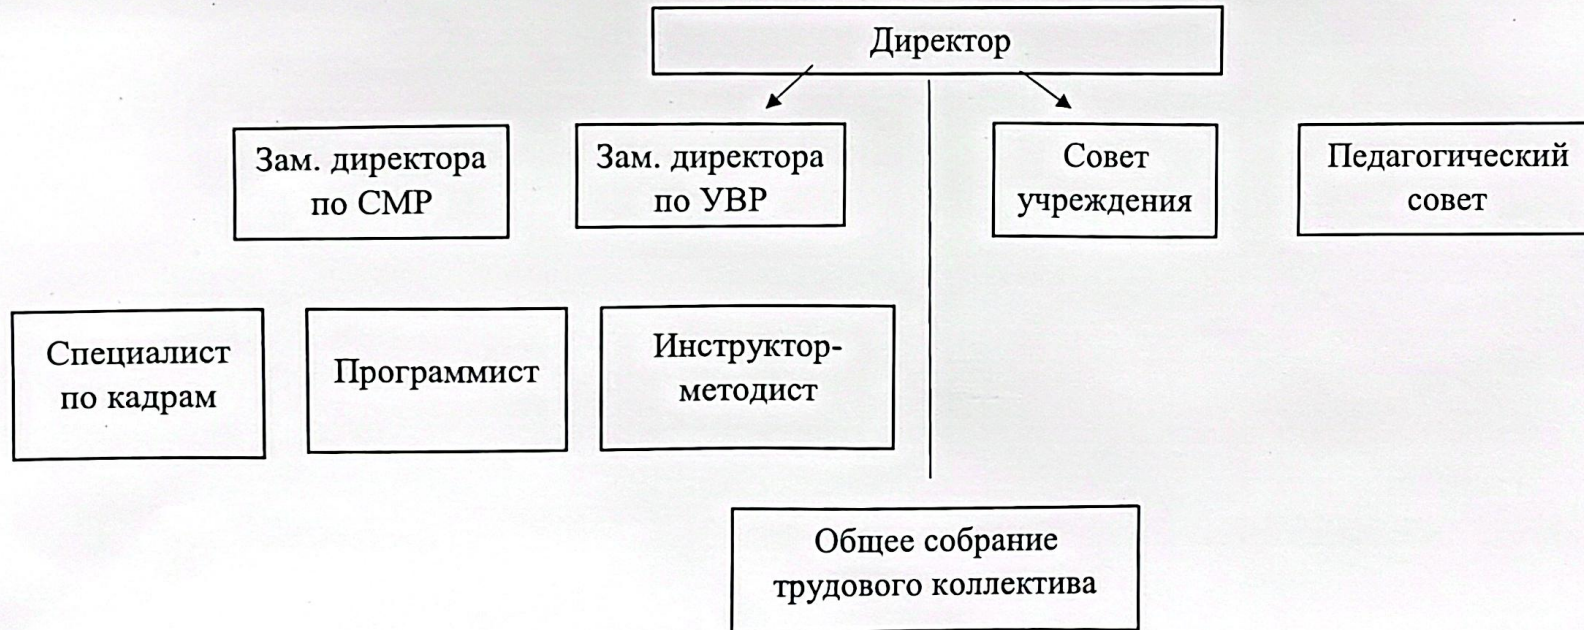 Директор
Зам. директора
по СМР
Зам. директора
по УВР
Совет
учреждения
Педагогический
совет
Специалист
по кадрам
Программист
Инструктор-
методист
Общее собрание
трудового коллектива